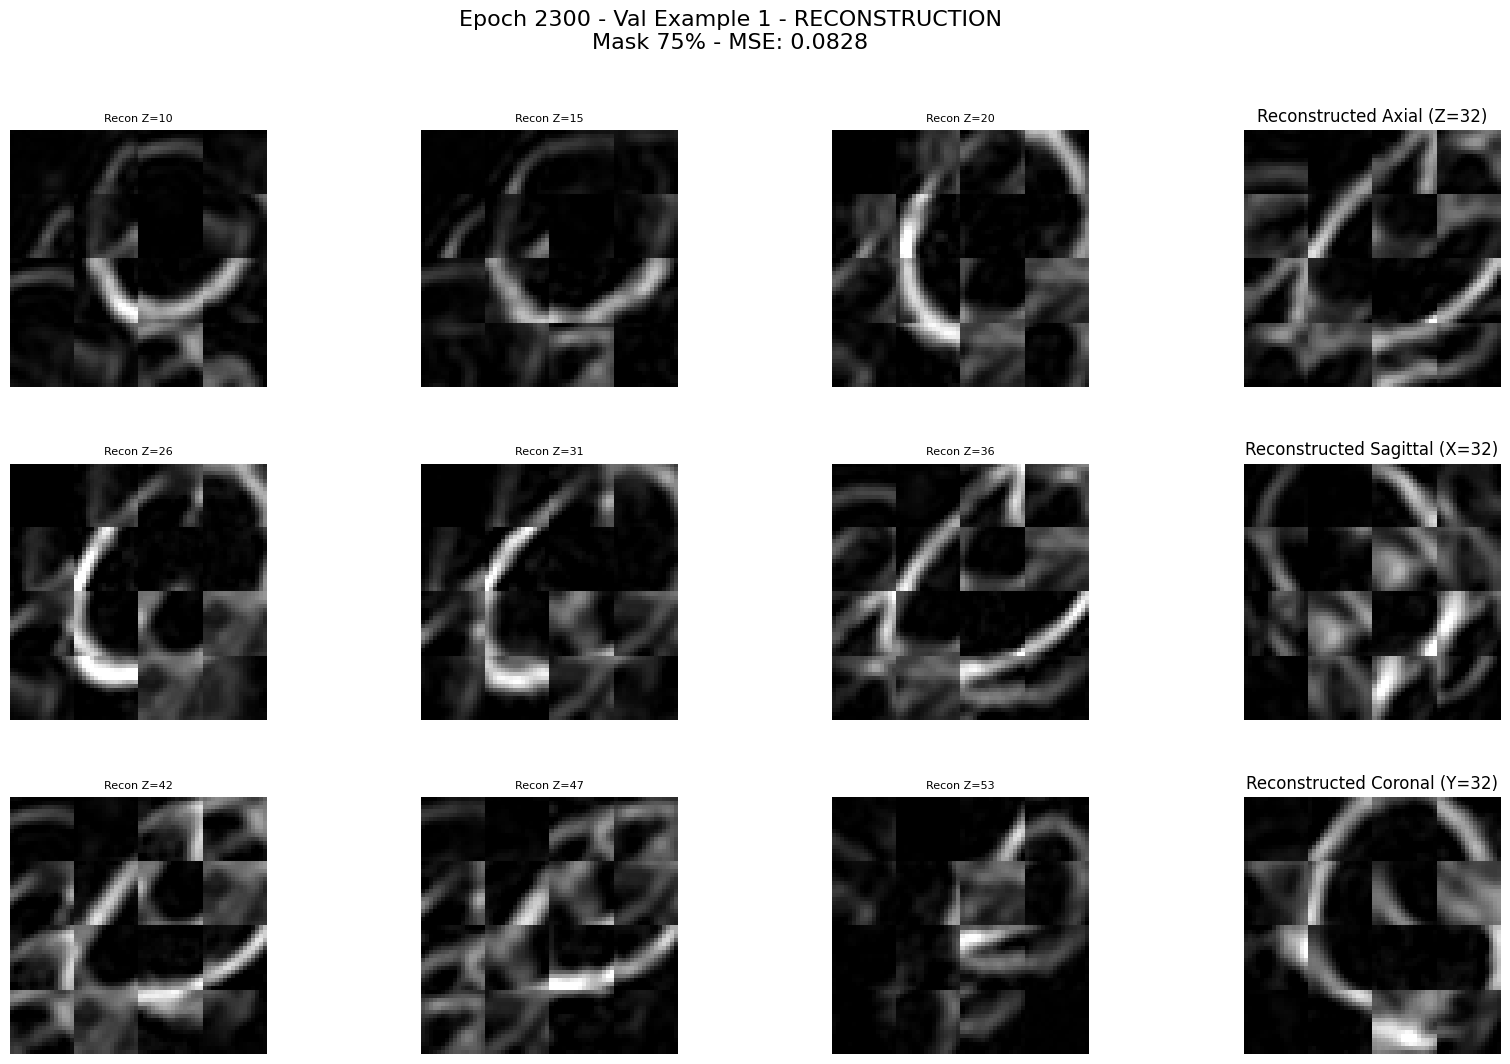 Epoch 2300 - Val Example 1 - RECONSTRUCTION
Mask 75% - MSE: 0.0828
Recon Z=10
Recon Z=15
Recon Z=20
Reconstructed Axial (Z=32)
Recon Z=26
Recon Z=31
Recon Z=36
Reconstructed Sagittal (X=32)
Recon Z=42
Recon Z=47
Recon Z=53
Reconstructed Coronal (Y=32)